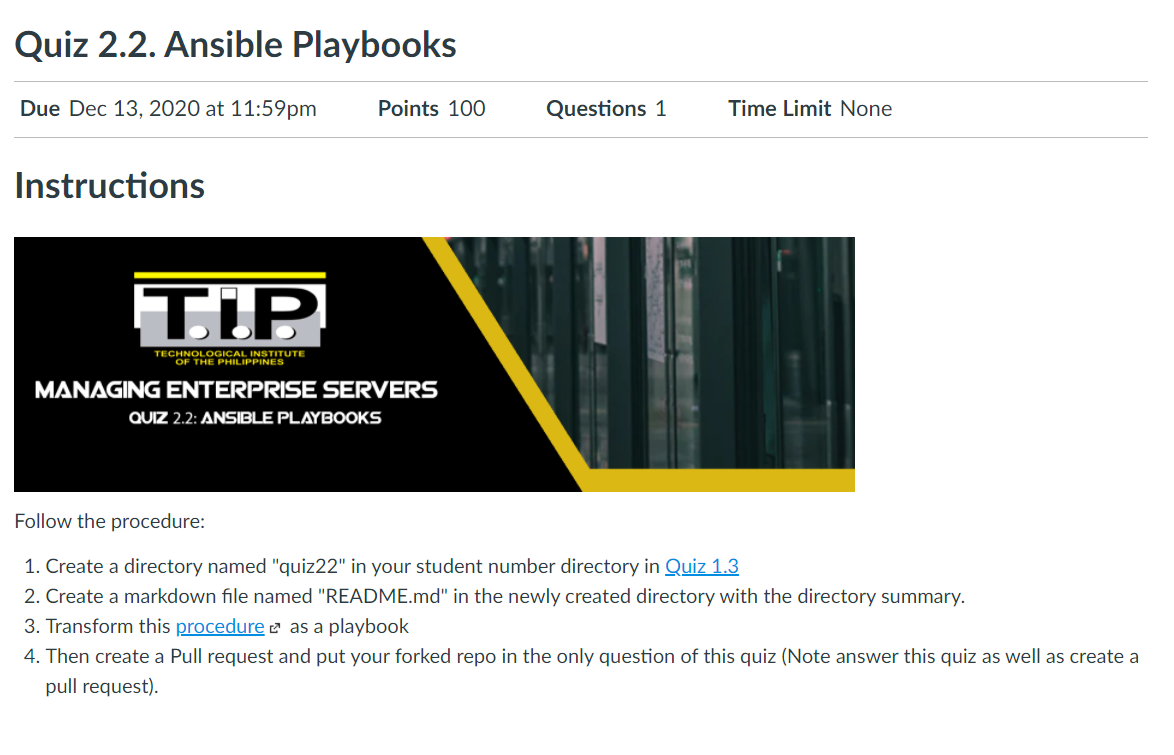 Quiz 2.2. Ansible Playbooks
Due Dec 13, 2020 at 11:59pm Points 100 Questions 1 Time Limit None
Instructions
T.I.P.
TECHNOLOGICAL INSTITUTE
OF THE PHILIPPINES
MANAGING ENTERPRISE SERVERS
QUIZ 2.2: ANSIBLE PLAYBOOKS
Follow the procedure:
1. Create a directory named "quiz22" in your student number directory in Quiz 1.3
2. Create a markdown file named "README.md" in the newly created directory with the directory summary.
3. Transform this procedure as a playbook
4. Then create a Pull request and put your forked repo in the only question of this quiz (Note answer this quiz as well as create a
pull request).